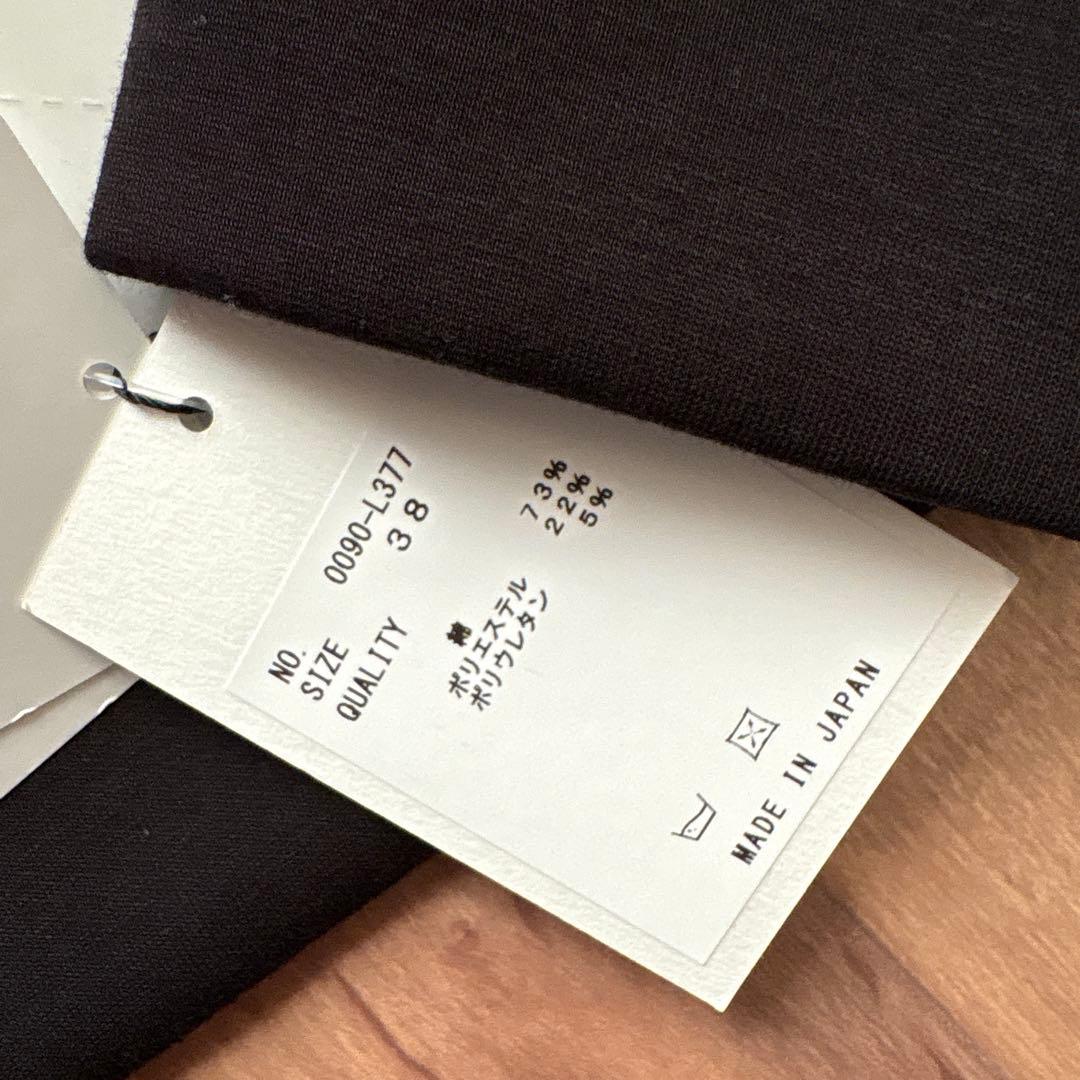 NO. 0090-L377
SIZE 38
QUALITY
綿 73%
ポリエステル 22%
ポリウレタン 5%
MADE IN JAPAN